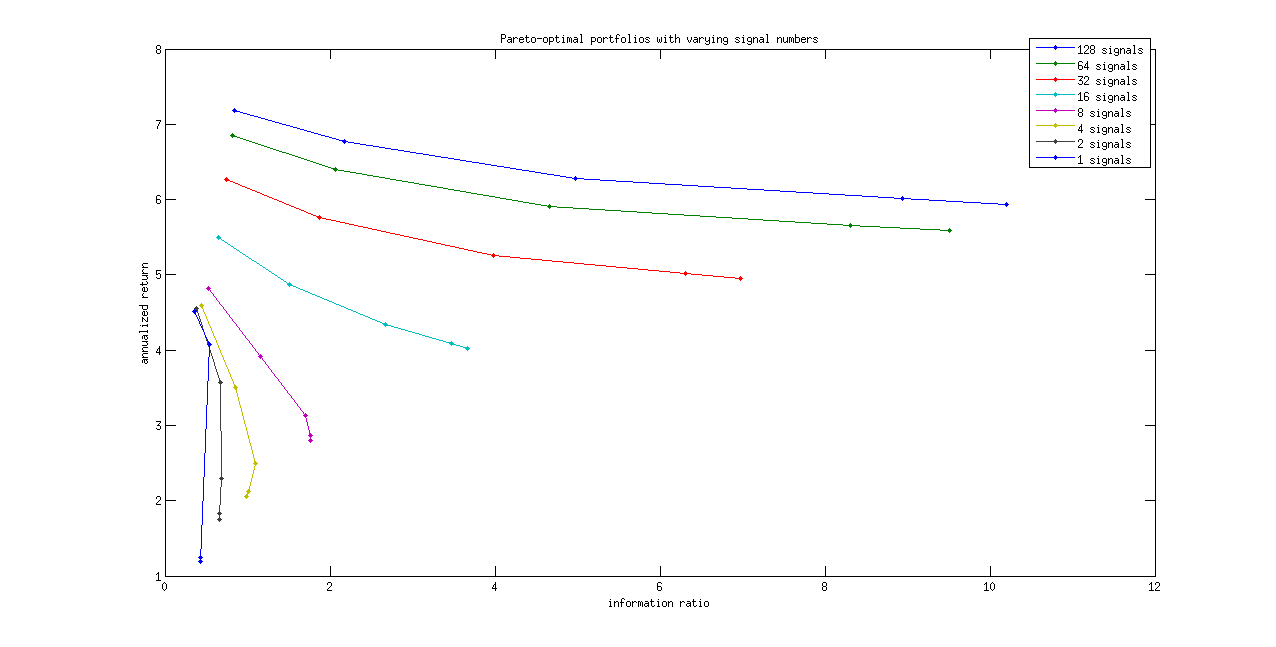 Pareto-optimal portfolios with varying signal numbers
128 signals
64 signals
32 signals
16 signals
8 signals
4 signals
2 signals
1 signals
8
7
6
5
4
3
2
1
annualized return
0 2 4 6 8 10 12
information ratio